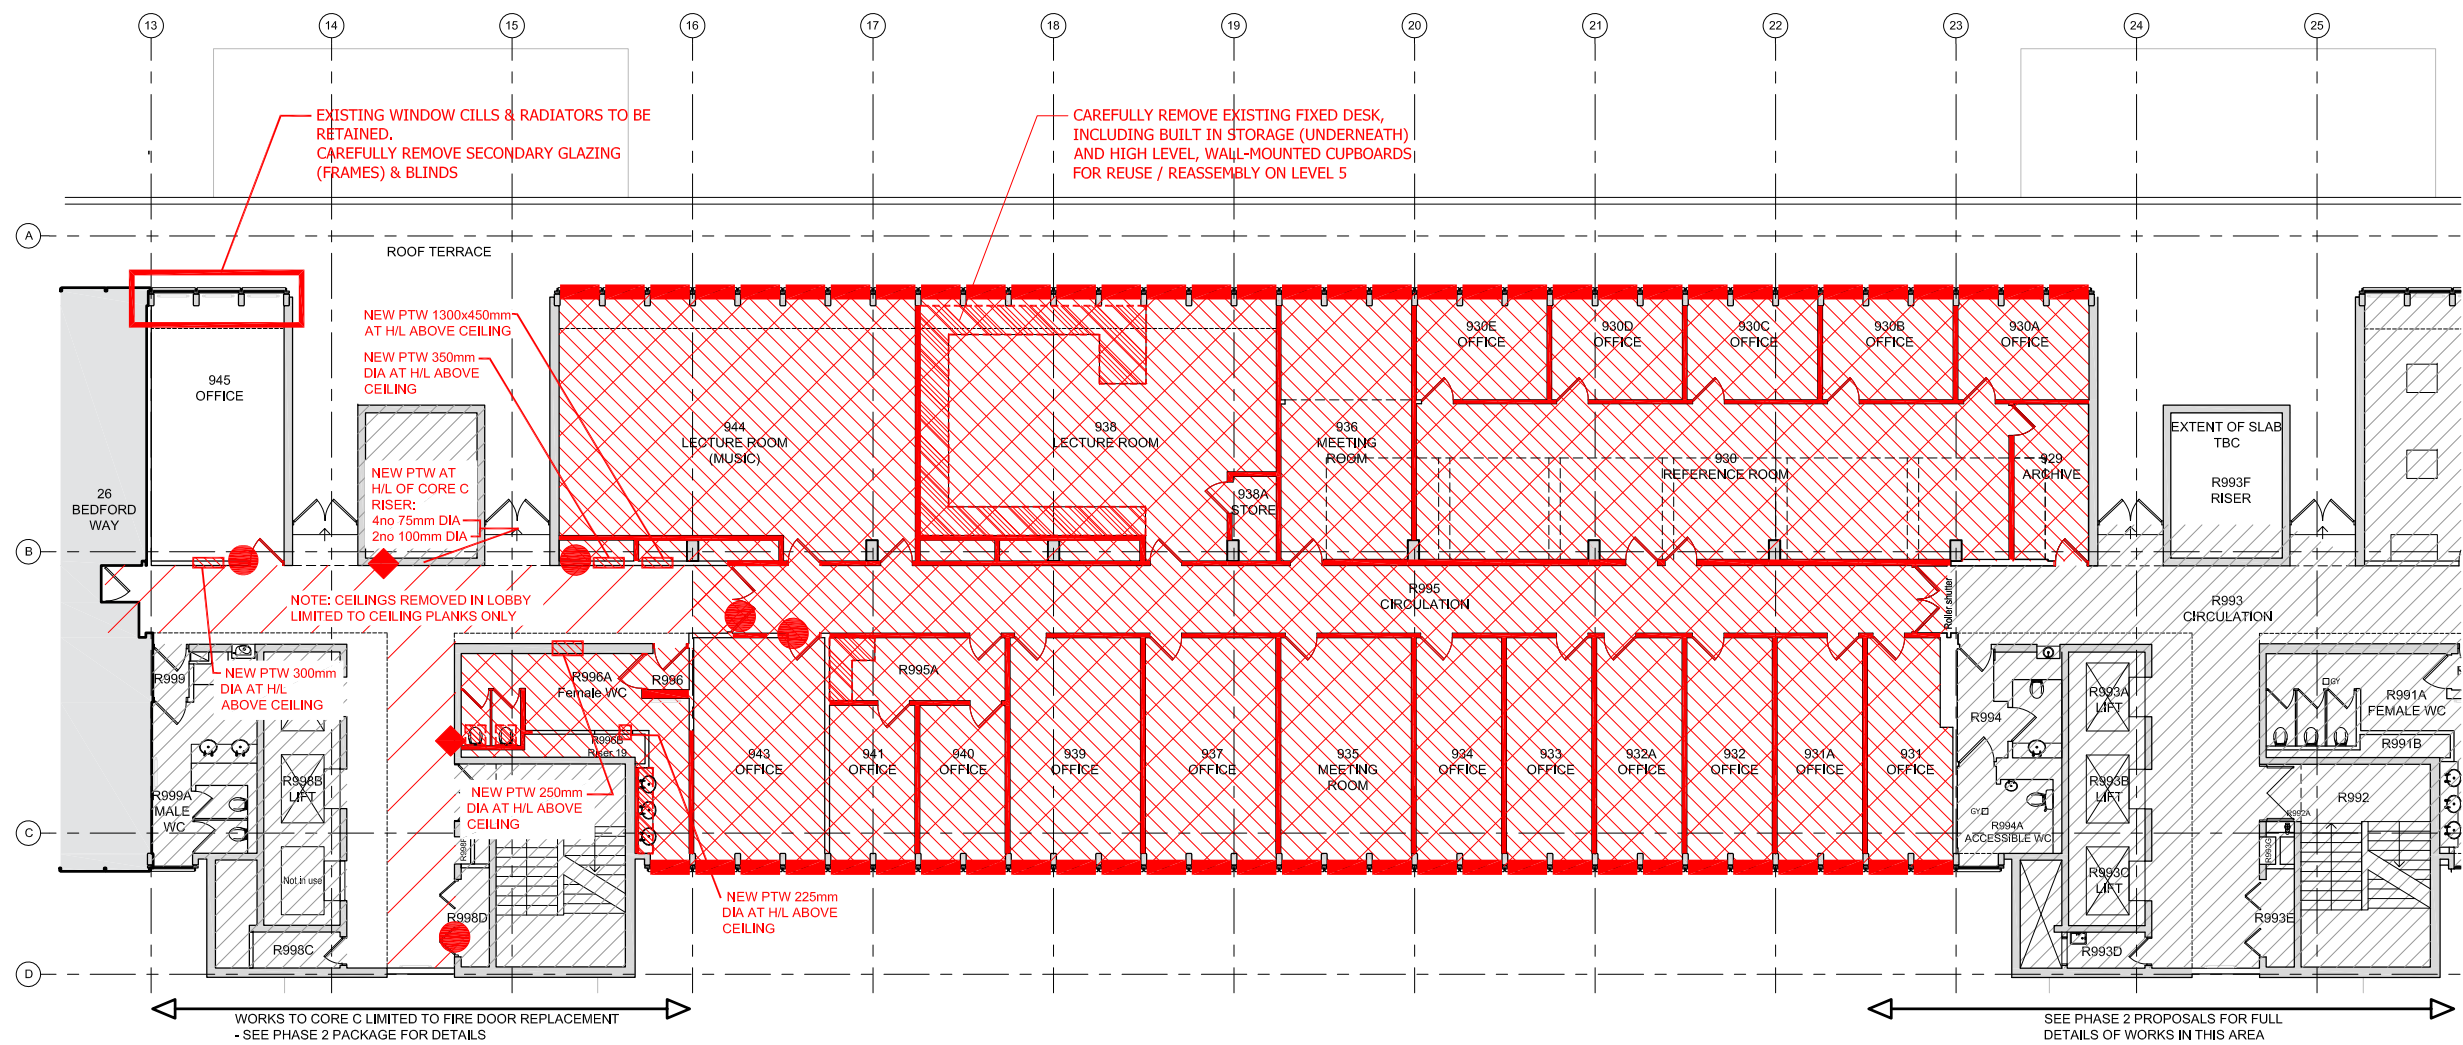 13
14
15
16
17
18
19
20
21
22
23
24
25
EXISTING WINDOW CILLS & RADIATORS TO BE
RETAINED.
CAREFULLY REMOVE SECONDARY GLAZING
(FRAMES) & BLINDS
CAREFULLY REMOVE EXISTING FIXED DESK,
INCLUDING BUILT IN STORAGE (UNDERNEATH)
AND HIGH LEVEL, WALL-MOUNTED CUPBOARDS
FOR REUSE / REASSEMBLY ON LEVEL 5
A
ROOF TERRACE
NEW PTW 1300x450mm
AT H/L ABOVE CEILING
NEW PTW 350mm
DIA AT H/L ABOVE
CEILING
945
OFFICE
930E
OFFICE
930D
OFFICE
930C
OFFICE
930B
OFFICE
930A
OFFICE
944
LECTURE ROOM
(MUSIC)
938
LECTURE ROOM
936
MEETING
ROOM
930
REFERENCE ROOM
929
ARCHIVE
EXTENT OF SLAB
TBC
R993F
RISER
NEW PTW AT
H/L OF CORE C
RISER:
4no 75mm DIA
2no 100mm DIA
938A
STORE
26
BEDFORD
WAY
B
NOTE: CEILINGS REMOVED IN LOBBY
LIMITED TO CEILING PLANKS ONLY
R995
CIRCULATION
Roller shutter
R993
CIRCULATION
R999
NEW PTW 300mm
DIA AT H/L
ABOVE CEILING
R996A
Female WC
R996
R995A
R993A
LIFT
GY
R991A
FEMALE WC
R994
R996B
Riser 19
R991B
943
OFFICE
941
OFFICE
940
OFFICE
939
OFFICE
937
OFFICE
935
MEETING
ROOM
934
OFFICE
933
OFFICE
932A
OFFICE
932
OFFICE
931A
OFFICE
931
OFFICE
R998B
LIFT
R999A
MALE
WC
NEW PTW 250mm
DIA AT H/L ABOVE
CEILING
R993B
LIFT
R992
GY
R992A
R994A
ACCESSIBLE WC
C
R993C
LIFT
Not in use
NEW PTW 225mm
DIA AT H/L ABOVE
CEILING
R998D
R993E
R998C
R993D
D
WORKS TO CORE C LIMITED TO FIRE DOOR REPLACEMENT
- SEE PHASE 2 PACKAGE FOR DETAILS
SEE PHASE 2 PROPOSALS FOR FULL
DETAILS OF WORKS IN THIS AREA